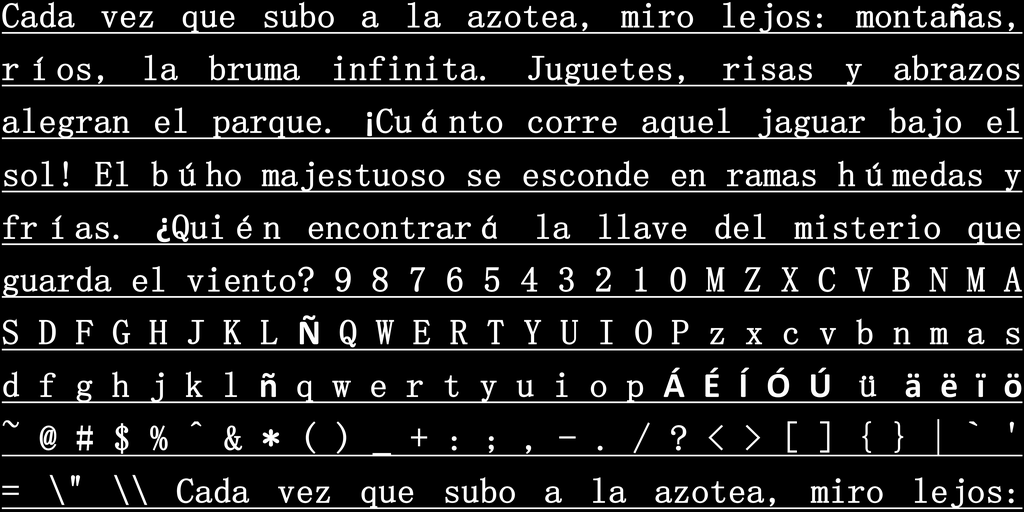 Cada vez que subo a la azotea, miro lejos: montañas,
ríos, la bruma infinita. Juguetes, risas y abrazos
alegran el parque. ¡Cuánto corre aquel jaguar bajo el
sol! El búho majestuoso se esconde en ramas húmedas y
frías. ¿Quién encontrará la llave del misterio que
guarda el viento? 9 8 7 6 5 4 3 2 1 0 M Z X C V B N M A
S D F G H J K L Ñ Q W E R T Y U I O P z x c v b n m a s
d f g h j k l ñ q w e r t y u i o p Á É Í Ó Ú ü ä ë ï ö
~ @ # $ % ^ & * ( ) _ + : ; , - . / ? < > [ ] { } | ` '
= \" \\ Cada vez que subo a la azotea, miro lejos: